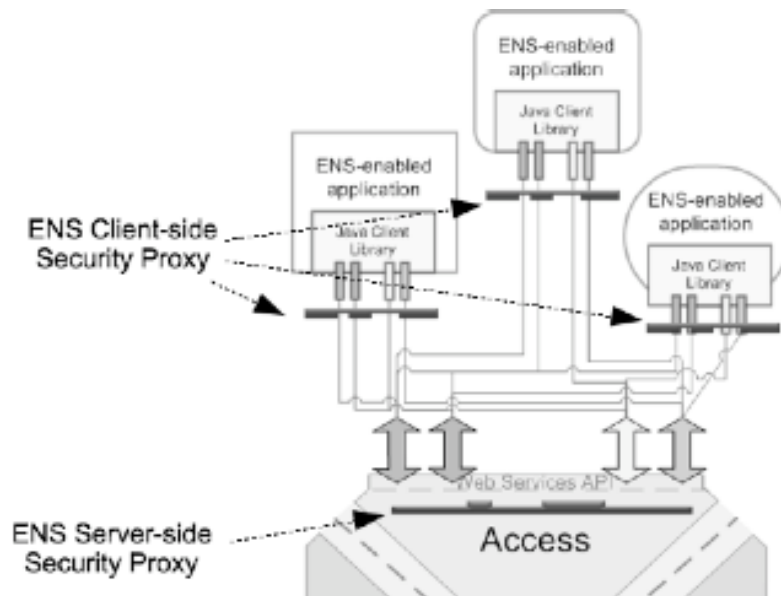 ENS-enabled
application
Java Client
Library
ENS-enabled
application
Java Client
Library
ENS-enabled
application
Java Client
Library
ENS Client-side
Security Proxy
Web Services API
ENS Server-side
Security Proxy
Access